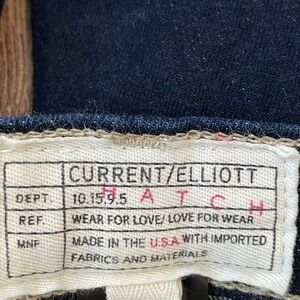 CURRENT/ELLIOTT
DEPT 10.15.9.5
HATCH
REF. WEAR FOR LOVE/ LOVE FOR WEAR
MNF. MADE IN THE U.S.A. WITH IMPORTED
FABRICS AND MATERIALS